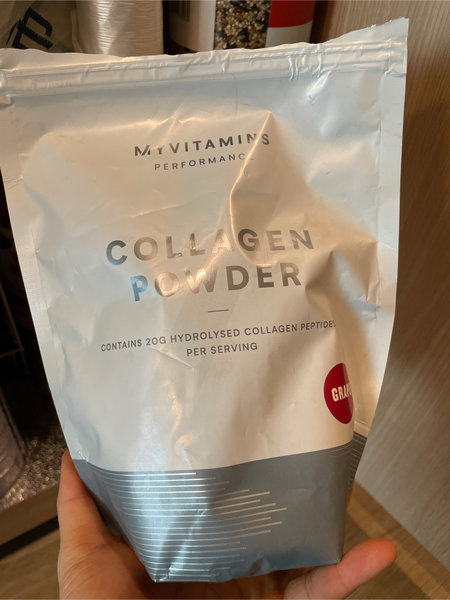 MYVITAMINS
PERFORMANCE
COLLAGEN
POWDER
CONTAINS 20G HYDROLYSED COLLAGEN PEPTIDES
PER SERVING